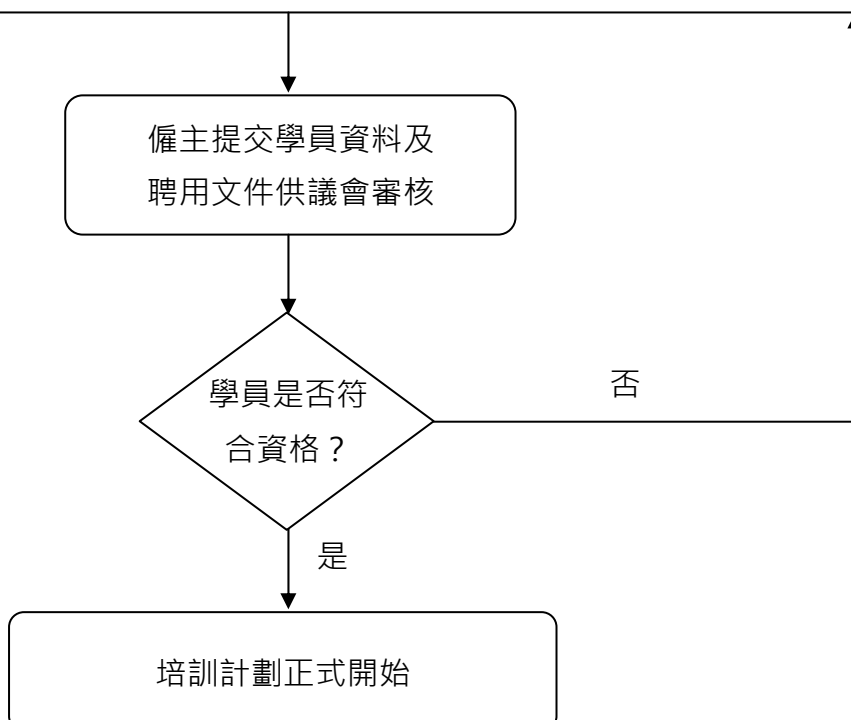 僱主提交學員資料及
聘用文件供議會審核
學員是否符
合資格？
否
是
培訓計劃正式開始